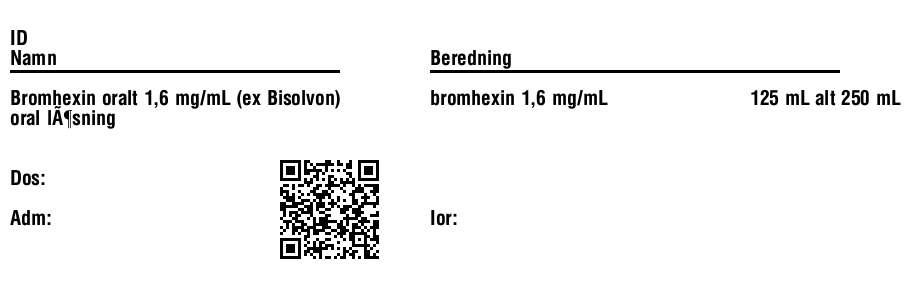 ID
Namn
Beredning
Bromhexin oralt 1,6 mg/mL (ex Bisolvon)
oral lÃ¶sning
bromhexin 1,6 mg/mL
125 mL alt 250 mL
Dos:
Adm:
Ior: